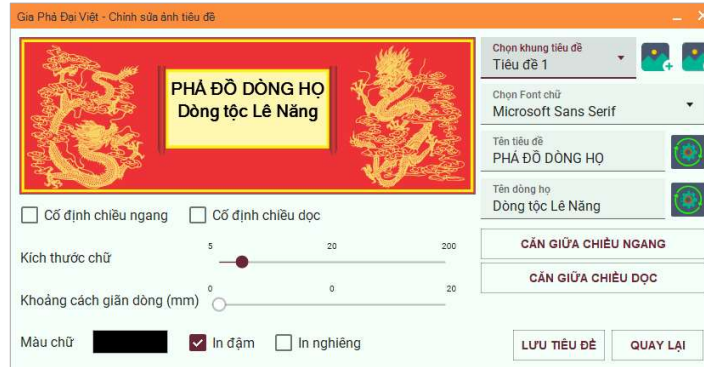 Gia Phả Đại Việt - Chỉnh sửa ảnh tiêu đề
PHẢ ĐỒ DÒNG HỌ
Dòng tộc Lê Năng
Chọn khung tiêu đề
Tiêu đề 1
Chọn Font chữ
Microsoft Sans Serif
Tên tiêu đề
PHẢ ĐỒ DÒNG HỌ
Tên dòng họ
Dòng tộc Lê Năng
Cố định chiều ngang Cố định chiều dọc
Kích thước chữ 5 20 200
Khoảng cách giãn dòng (mm) 0 0 20
Màu chữ In đậm In nghiêng
CĂN GIỮA CHIỀU NGANG
CĂN GIỮA CHIỀU DỌC
LƯU TIÊU ĐỀ QUAY LẠI